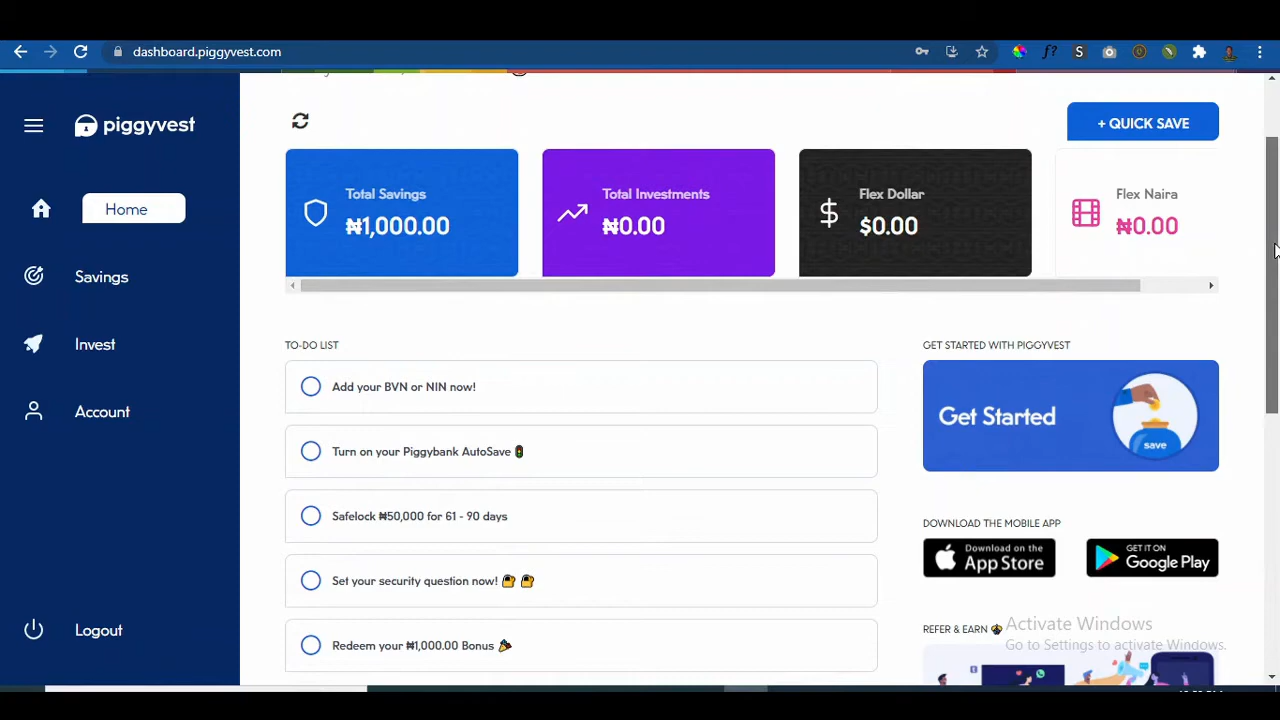 dashboard.piggyvest.com
piggyvest
+ QUICK SAVE
Total Savings
₦1,000.00
Total Investments
₦0.00
Flex Dollar
$0.00
Flex Naira
₦0.00
Home
Savings
Invest
Account
Logout
TO-DO LIST
Add your BVN or NIN now!
Turn on your Piggybank AutoSave 🚦
Safelock ₦50,000 for 61 - 90 days
Set your security question now! 🔐 🔐
Redeem your ₦1,000.00 Bonus 🎉
GET STARTED WITH PIGGYVEST
Get Started
save
DOWNLOAD THE MOBILE APP
Download on the
App Store
GET IT ON
Google Play
REFER & EARN
Activate Windows
Go to Settings to activate Windows.